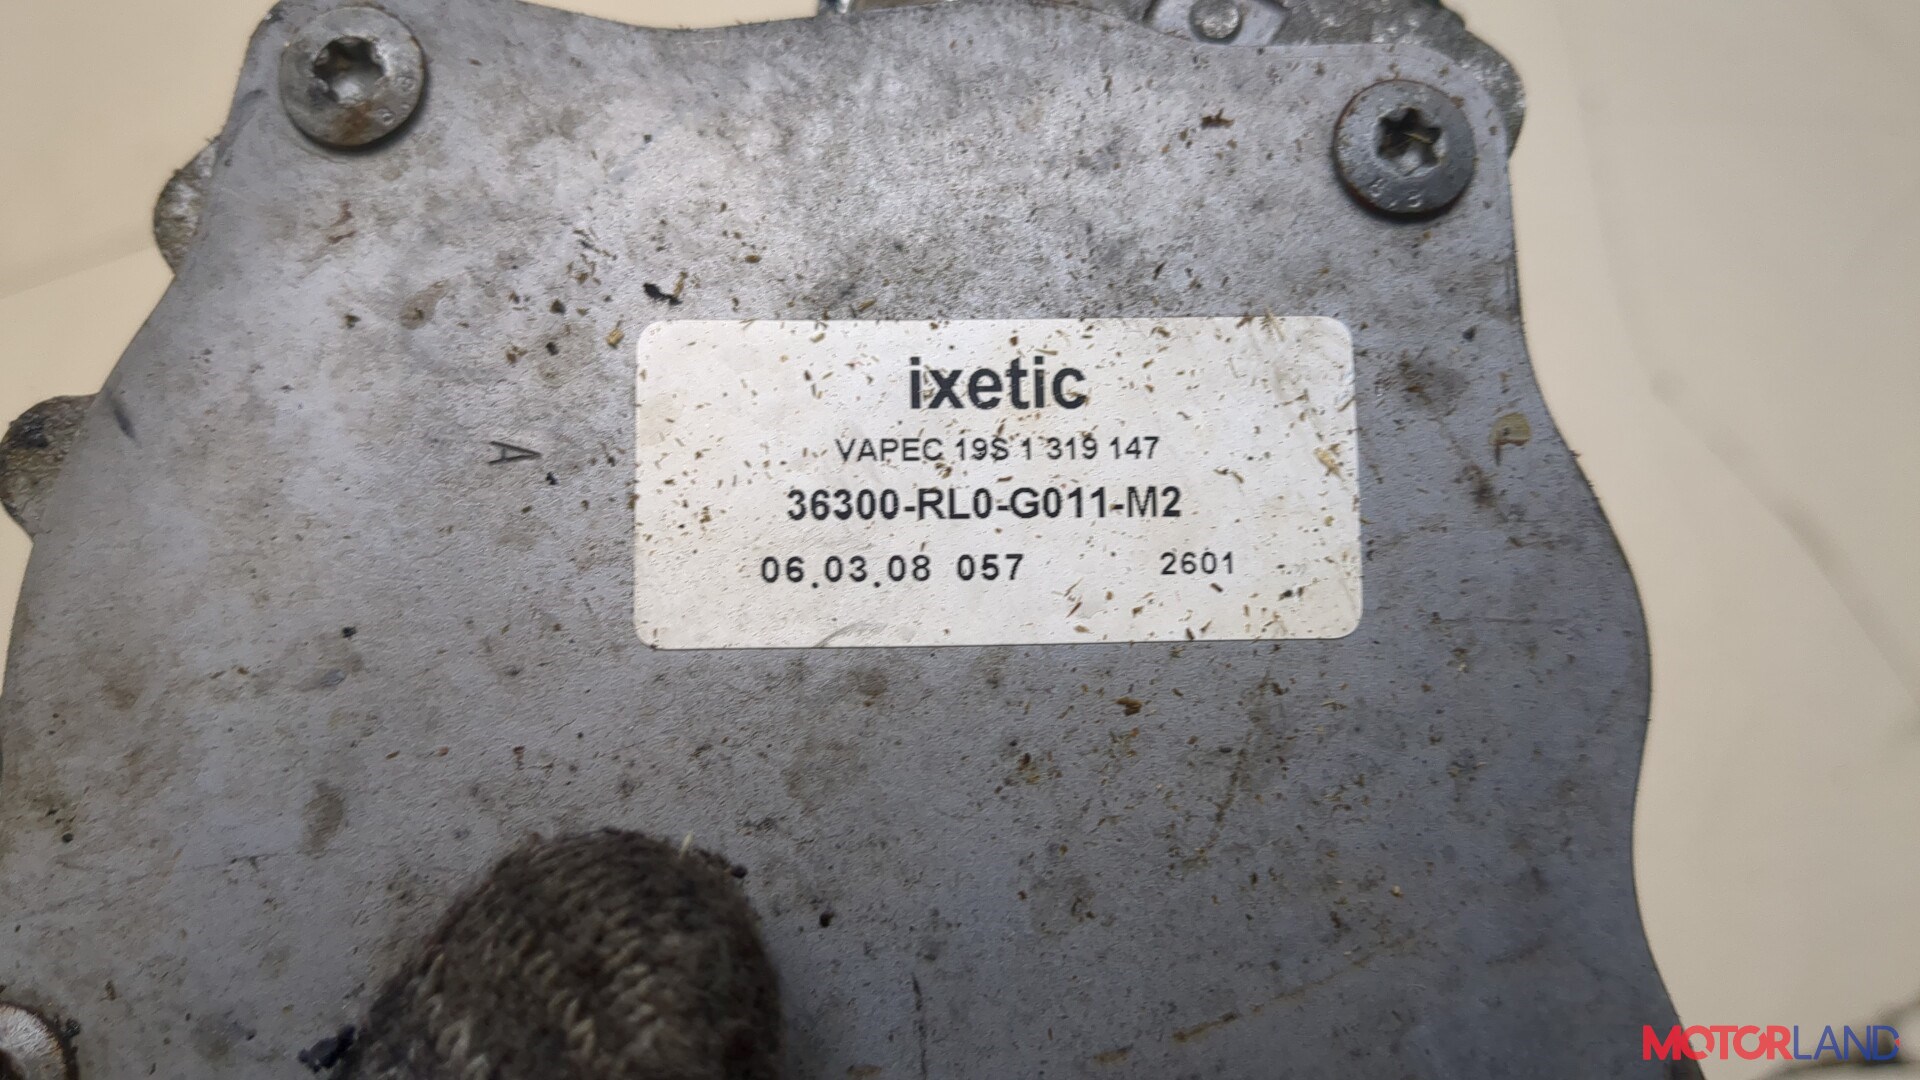 ixetic
VAPEC 19S 1 319 147
36300-RL0-G011-M2
06.03.08 057 2601
A
MOTORLAND